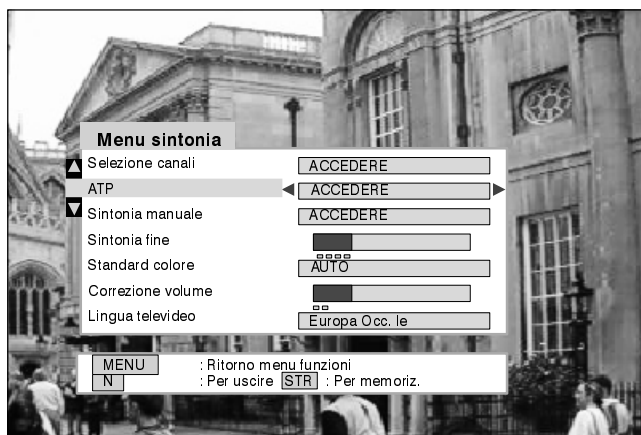 Menu sintonia
Selezione canali ACCEDERE
ATP ACCEDERE
Sintonia manuale ACCEDERE
Sintonia fine
Standard colore AUTO
Correzione volume
Lingua televideo Europa Occ. le
MENU : Ritorno menu funzioni
N : Per uscire STR : Per memoriz.